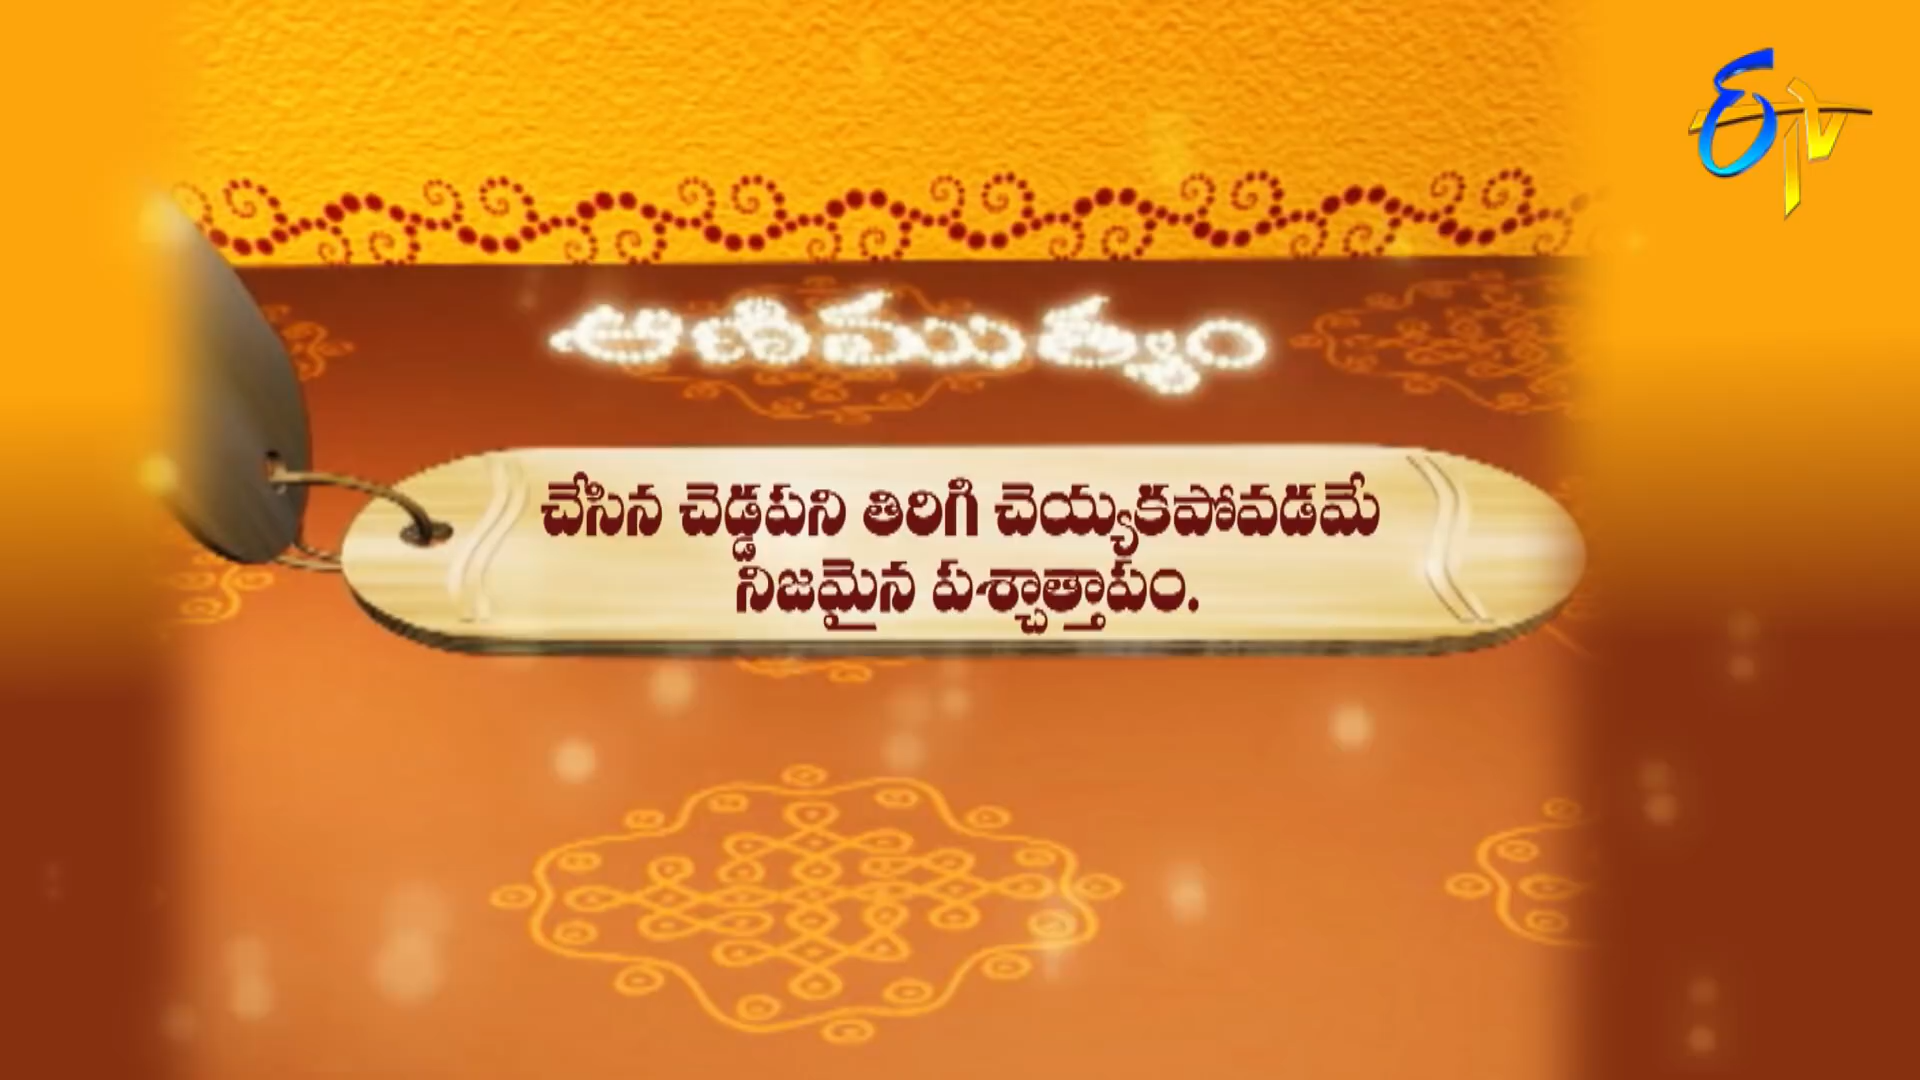 ETV
ఆణిముత్యం
చేసిన చెడ్డపని తిరిగి చెయ్యకపోవడమే
నిజమైన పశ్చాత్తాపం.